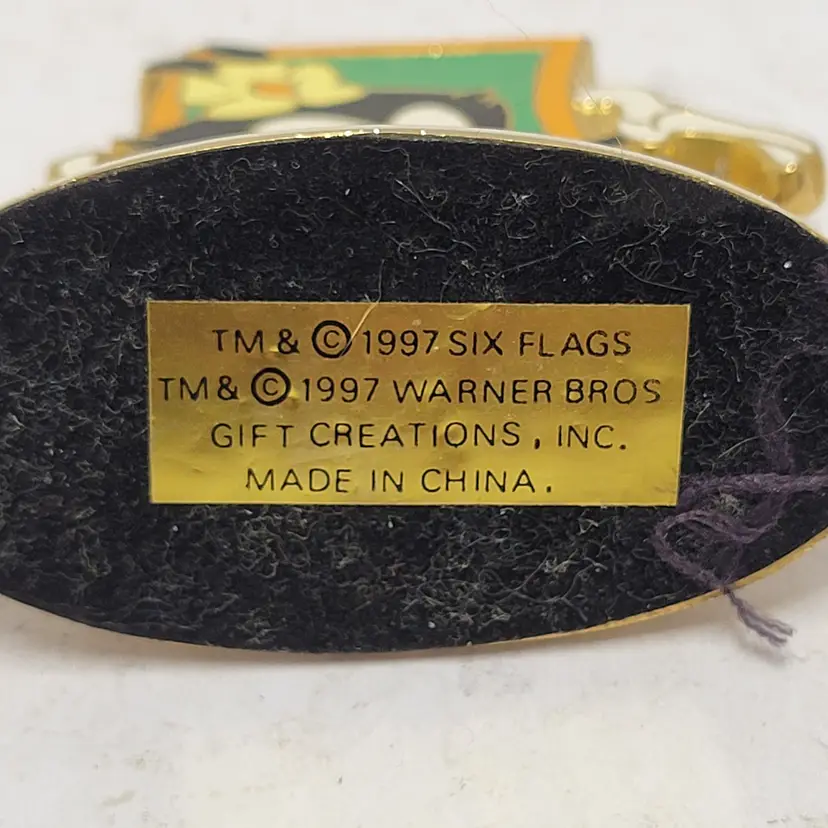 TM & © 1997 SIX FLAGS
TM & © 1997 WARNER BROS
GIFT CREATIONS, INC.
MADE IN CHINA.